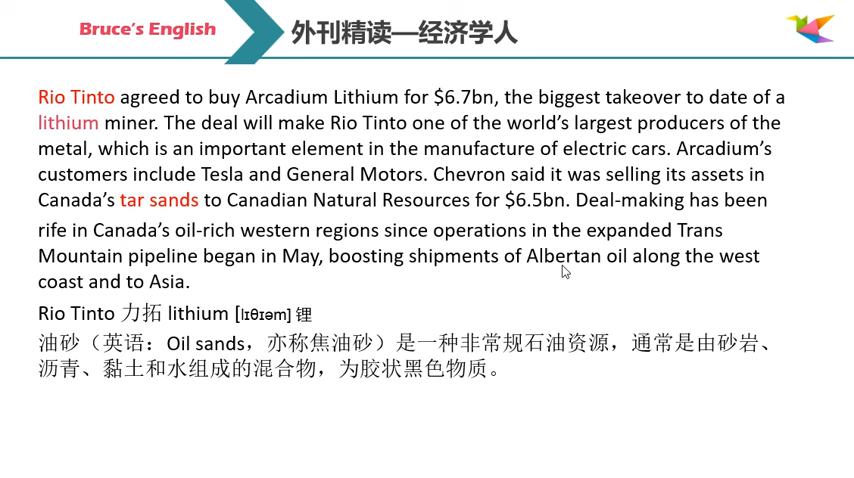 Bruce's English
外刊精读—经济学人
Rio Tinto agreed to buy Arcadium Lithium for $6.7bn, the biggest takeover to date of a
lithium miner. The deal will make Rio Tinto one of the world's largest producers of the
metal, which is an important element in the manufacture of electric cars. Arcadium's
customers include Tesla and General Motors. Chevron said it was selling its assets in
Canada's tar sands to Canadian Natural Resources for $6.5bn. Deal-making has been
rife in Canada's oil-rich western regions since operations in the expanded Trans
Mountain pipeline began in May, boosting shipments of Albertan oil along the west
coast and to Asia.
Rio Tinto 力拓 lithium [lɪθɪəm] 锂
油砂（英语：Oil sands，亦称焦油砂）是一种非常规石油资源，通常是由砂岩、
沥青、黏土和水组成的混合物，为胶状黑色物质。